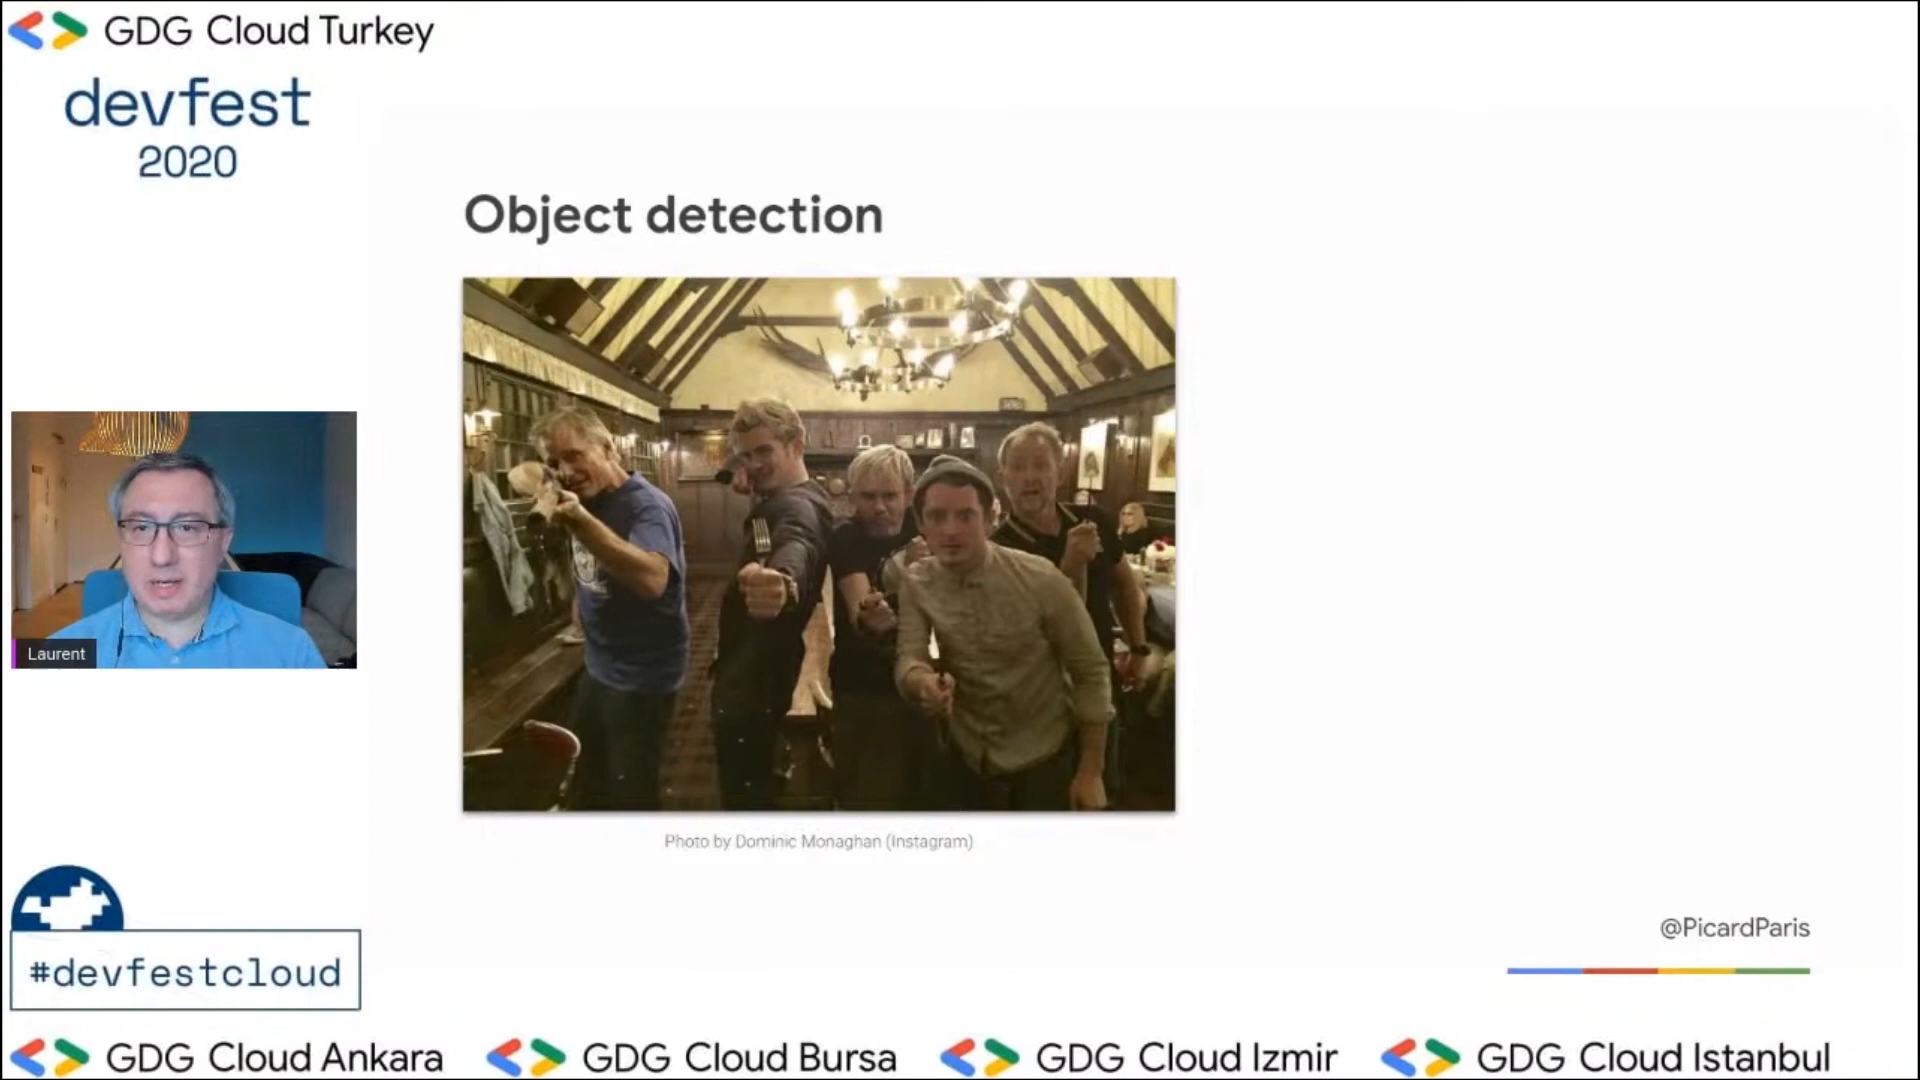 GDG Cloud Turkey
devfest
2020
Object detection
Laurent
Photo by Dominic Monaghan (Instagram)
@PicardParis
#devfestcloud
GDG Cloud Ankara
GDG Cloud Bursa
GDG Cloud Izmir
GDG Cloud Istanbul